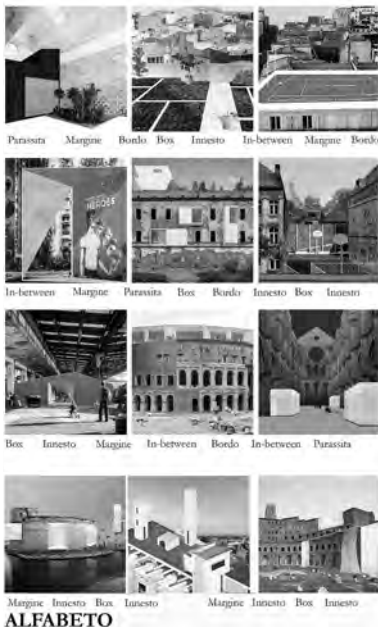 Parassita Margine Bordo Box Innesto In-between Margine Bordo
HEROES
In-between Margine Parassita Box Bordo Innesto Box Innesto
Box Innesto Margine In-between Bordo In-between Parassita
Margine Innesto Box Innesto Margine Innesto Box Innesto
ALFABETO